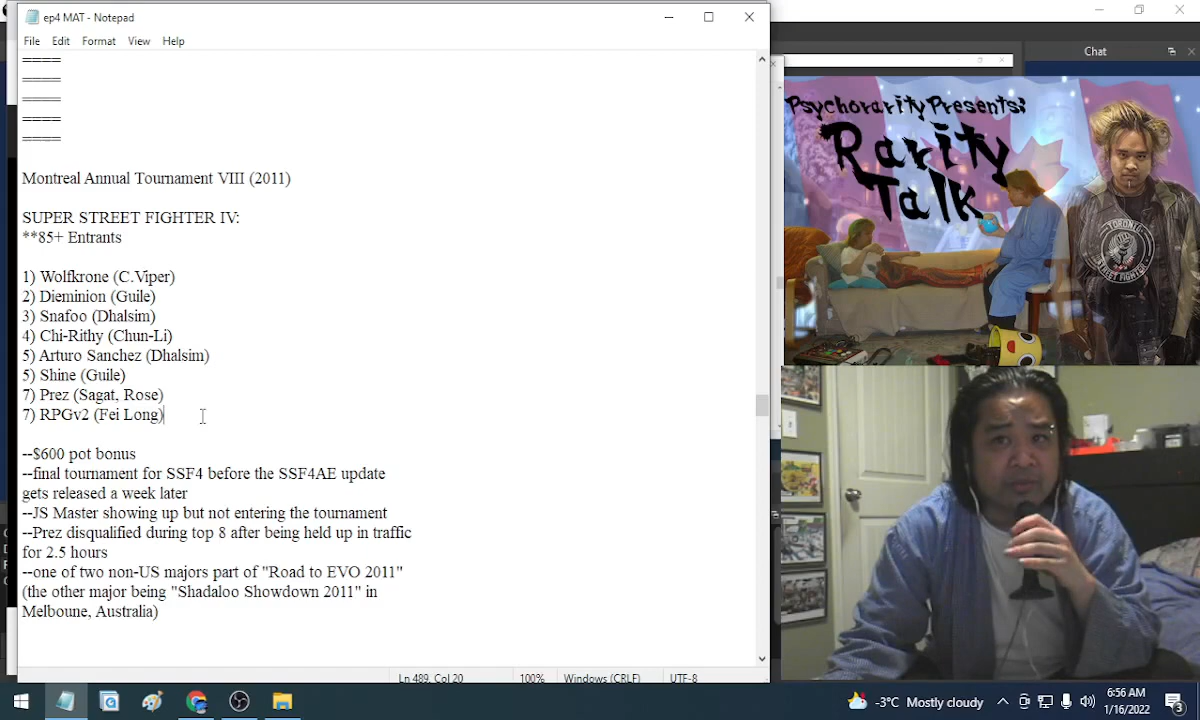 ep4 MAT - Notepad
File Edit Format View Help
====
====
====
====
====
Montreal Annual Tournament VIII (2011)
SUPER STREET FIGHTER IV:
**85+ Entrants
1) Wolfkrone (C.Viper)
2) Dieminion (Guile)
3) Snafoo (Dhalsim)
4) Chi-Rithy (Chun-Li)
5) Arturo Sanchez (Dhalsim)
5) Shine (Guile)
7) Prez (Sagat, Rose)
7) RPGv2 (Fei Long)
--$600 pot bonus
--final tournament for SSF4 before the SSF4AE update
gets released a week later
--JS Master showing up but not entering the tournament
--Prez disqualified during top 8 after being held up in traffic
for 2.5 hours
--one of two non-US majors part of "Road to EVO 2011"
(the other major being "Shadaloo Showdown 2011" in
Melboune, Australia)
Ln 489, Col 20 100% Windows (CRLF) UTF-8
Chat
PsychorarityPresents:
Rarity
Talk
TORONTO
STREET FIGHTER
-3°C Mostly cloudy
6:56 AM
1/16/2022
3